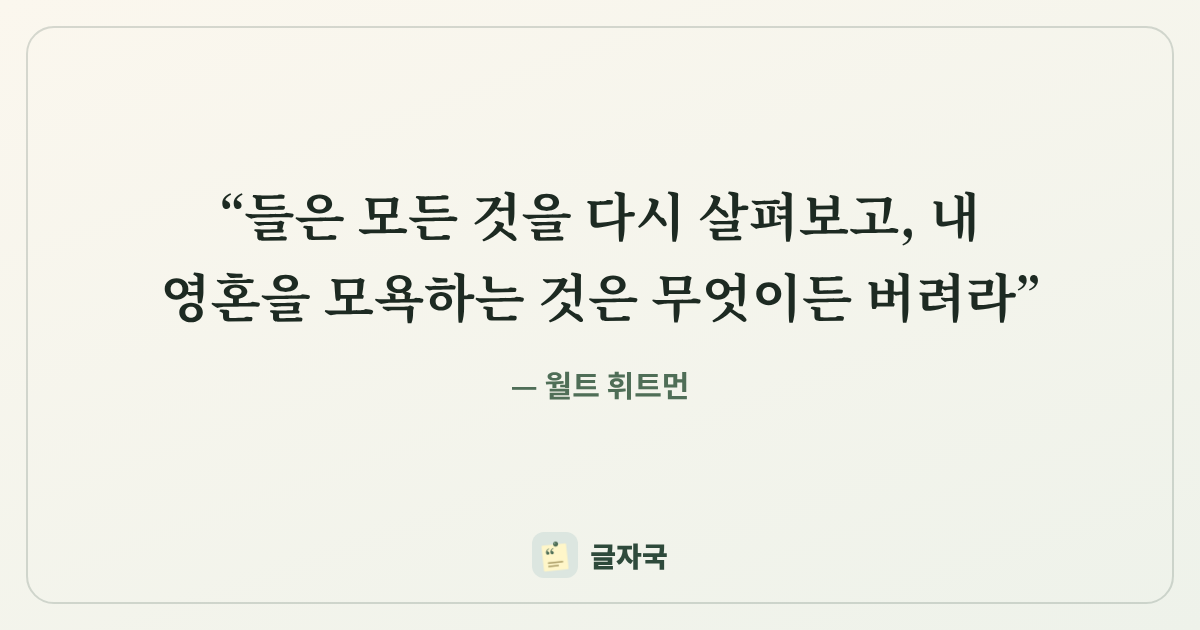 “들은 모든 것을 다시 살펴보고, 내
영혼을 모욕하는 것은 무엇이든 버려라”
— 월트 휘트먼
글자국